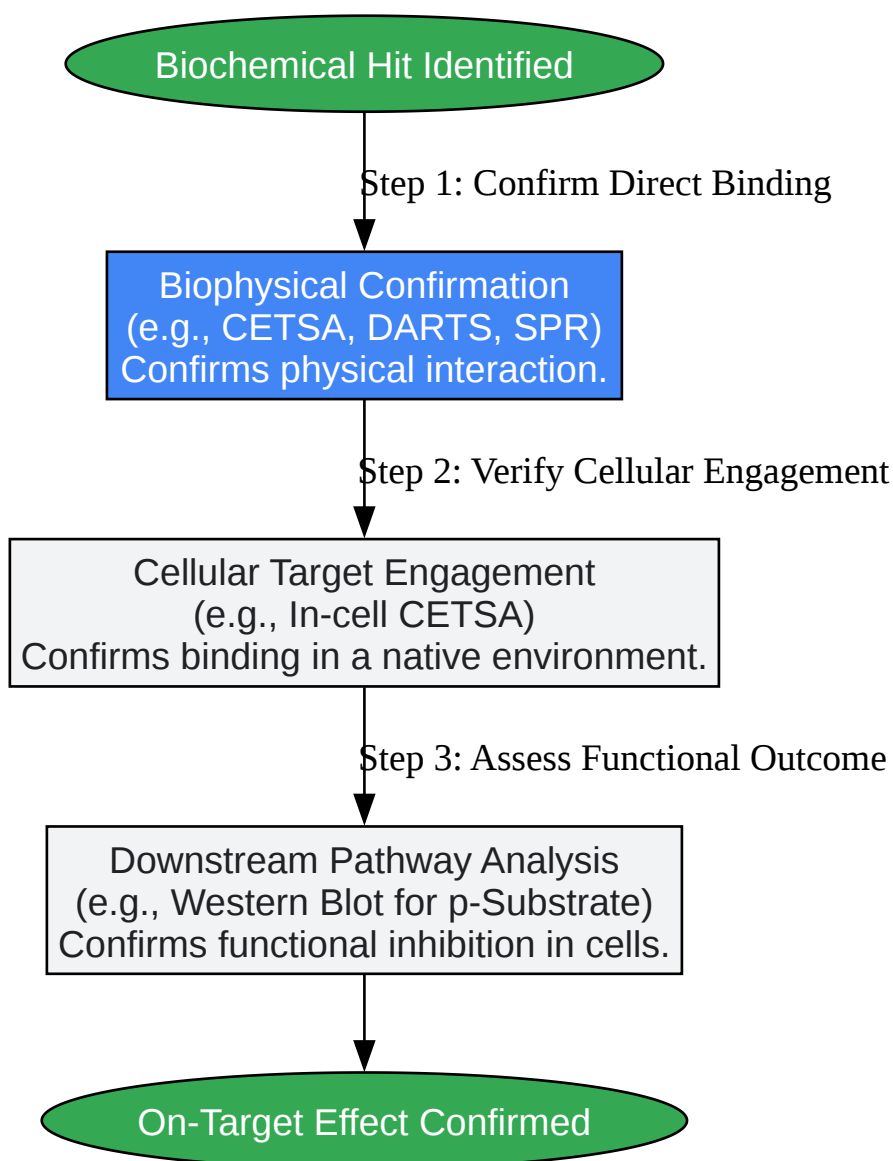 Biochemical Hit Identified
Step 1: Confirm Direct Binding
Biophysical Confirmation
(e.g., CETSA, DARTS, SPR)
Confirms physical interaction.
Step 2: Verify Cellular Engagement
Cellular Target Engagement
(e.g., In-cell CETSA)
Confirms binding in a native environment.
Step 3: Assess Functional Outcome
Downstream Pathway Analysis
(e.g., Western Blot for p-Substrate)
Confirms functional inhibition in cells.
On-Target Effect Confirmed